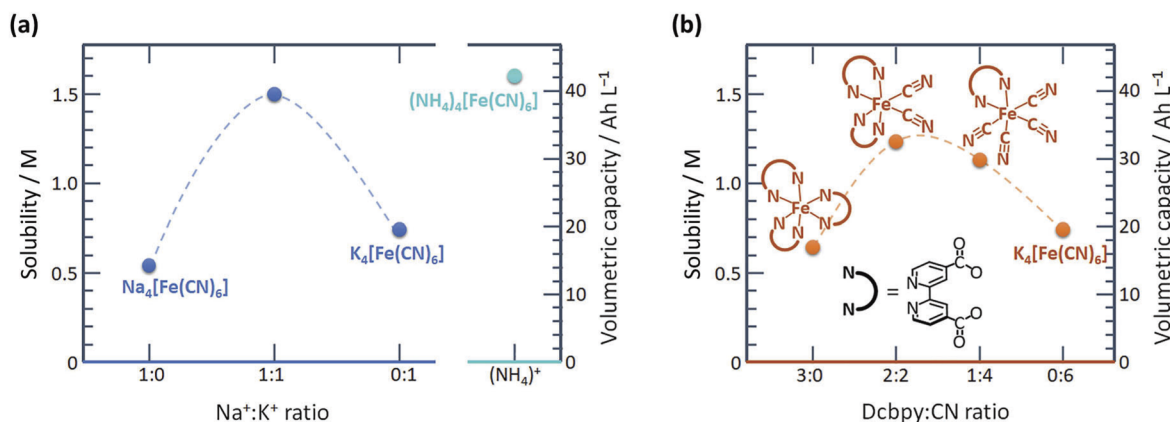 (a)
Solubility / M
1.5
1.0
0.5
0
40
30
20
10
0
Volumetric capacity / Ah L⁻¹
(NH₄)₄[Fe(CN)₆]
K₄[Fe(CN)₆]
Na₄[Fe(CN)₆]
1:0
1:1
0:1
(NH₄)⁺
Na⁺:K⁺ ratio
(b)
Solubility / M
1.5
1.0
0.5
0
40
30
20
10
0
Volumetric capacity / Ah L⁻¹
N
N
Fe
C
N
C
N
N
N
N
Fe
C
N
C
N
C
N
C
N
N
N
Fe
N
N
N
N
K₄[Fe(CN)₆]
N
N
=
N
N
O
C
O
O
C
O
3:0
2:2
1:4
0:6
Dcbpy:CN ratio